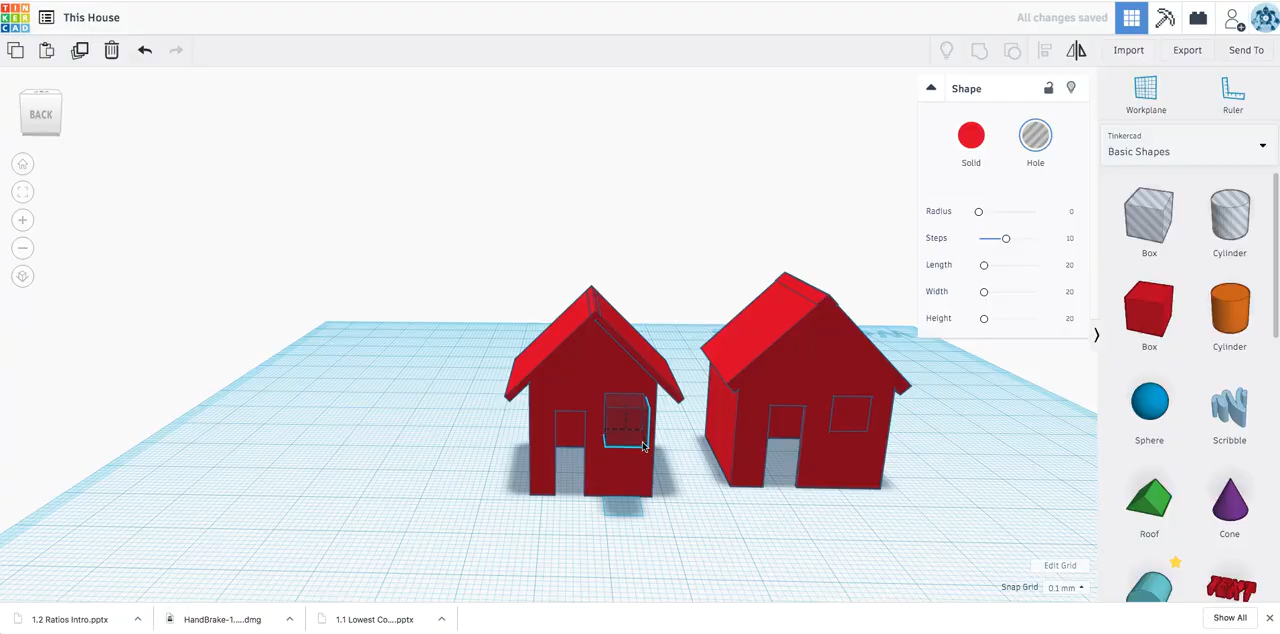 TIN
KER
CAD
This House
All changes saved
Import
Export
Send To
BACK
Shape
Solid
Hole
Radius 0
Steps 10
Length 20
Width 20
Height 20
Workplane
Ruler
Tinkercad
Basic Shapes
Box
Cylinder
Box
Cylinder
Sphere
Scribble
Roof
Cone
TEXT
Edit Grid
Snap Grid 0.1 mm
1.2 Ratios Intro.pptx
HandBrake-1.....dmg
1.1 Lowest Co....pptx
Show All